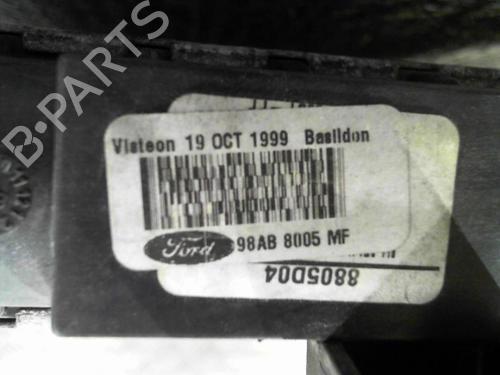 Visteon 19 OCT 1999 Basildon
Ford 98AB 8005 MF
8805D04
B-PARTS